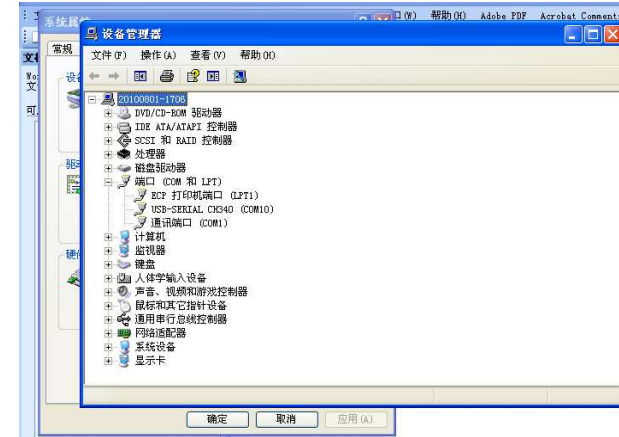 (W) 帮助(H) Adobe PDF Acrobat Comments
系统属性
设备管理器
常规
文件(F) 操作(A) 查看(V) 帮助(H)
20100801-1706
DVD/CD-ROM 驱动器
IDE ATA/ATAPI 控制器
SCSI 和 RAID 控制器
处理器
磁盘驱动器
端口 (COM 和 LPT)
ECP 打印机端口 (LPT1)
USB-SERIAL CH340 (COM10)
通讯端口 (COM1)
计算机
监视器
键盘
人体学输入设备
声音、视频和游戏控制器
鼠标和其它指针设备
通用串行总线控制器
网络适配器
系统设备
显示卡
确定 取消 应用(A)